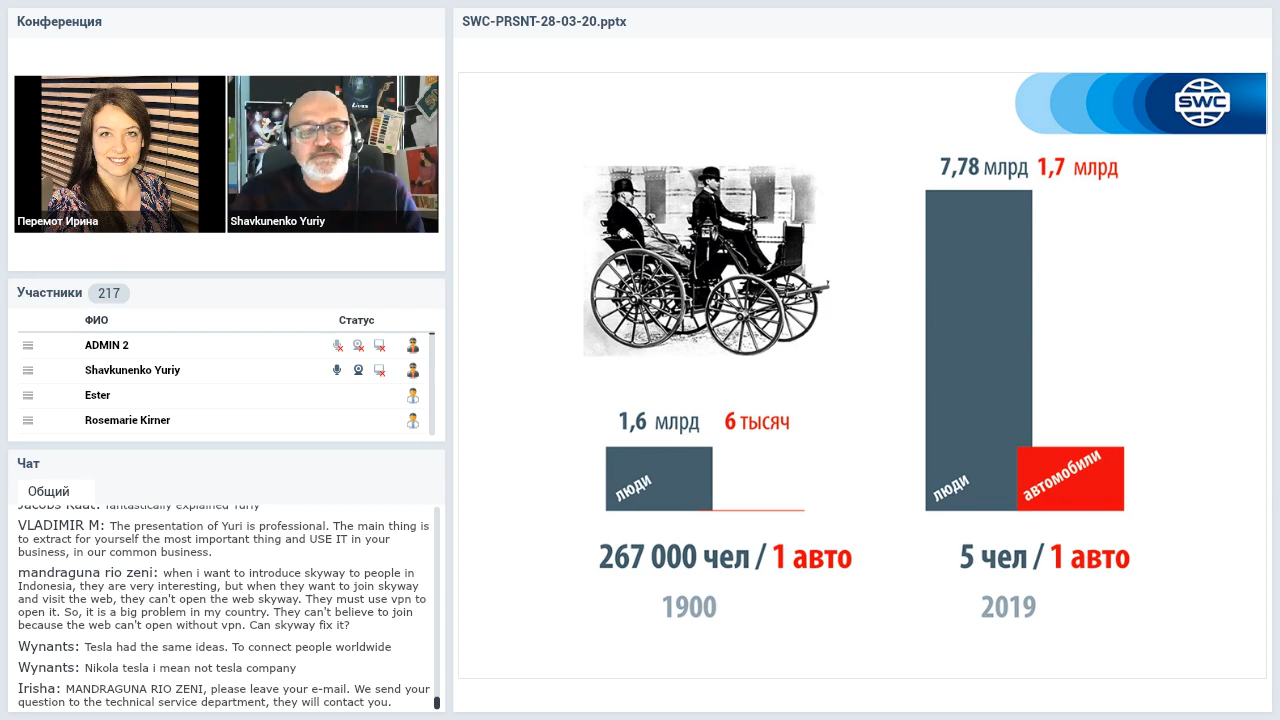 Конференция
Перемот Ирина
Shavkunenko Yuriy
Участники 217
ФИО Статус
ADMIN 2
Shavkunenko Yuriy
Ester
Rosemarie Kirner
Чат
Общий
Jacobs Kaat: fantastically explained Yuriy
VLADIMIR M: The presentation of Yuri is professional. The main thing is
to extract for yourself the most important thing and USE IT in your
business, in our common business.
mandraguna rio zeni: when i want to introduce skyway to people in
Indonesia, they are very interesting, but when they want to join skyway
and visit the web, they can't open the web skyway. They must use vpn to
open it. So, it is a big problem in my country. They can't believe to join
because the web can't open without vpn. Can skyway fix it?
Wynants: Tesla had the same ideas. To connect people worldwide
Wynants: Nikola tesla i mean not tesla company
Irisha: MANDRAGUNA RIO ZENI, please leave your e-mail. We send your
question to the technical service department, they will contact you.
SWC-PRSNT-28-03-20.pptx
SWC
7,78 млрд 1,7 млрд
1,6 млрд 6 тысяч
люди
люди
автомобили
267 000 чел / 1 авто
5 чел / 1 авто
1900
2019